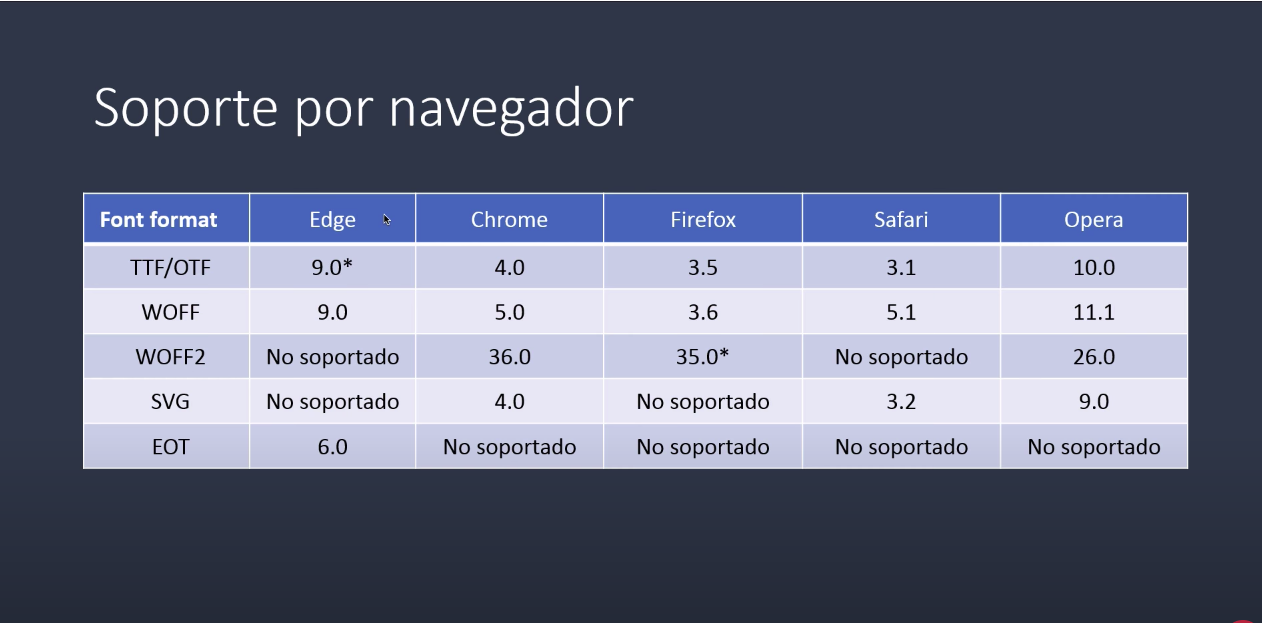 Soporte por navegador
Font format Edge Chrome Firefox Safari Opera
TTF/OTF 9.0* 4.0 3.5 3.1 10.0
WOFF 9.0 5.0 3.6 5.1 11.1
WOFF2 No soportado 36.0 35.0* No soportado 26.0
SVG No soportado 4.0 No soportado 3.2 9.0
EOT 6.0 No soportado No soportado No soportado No soportado